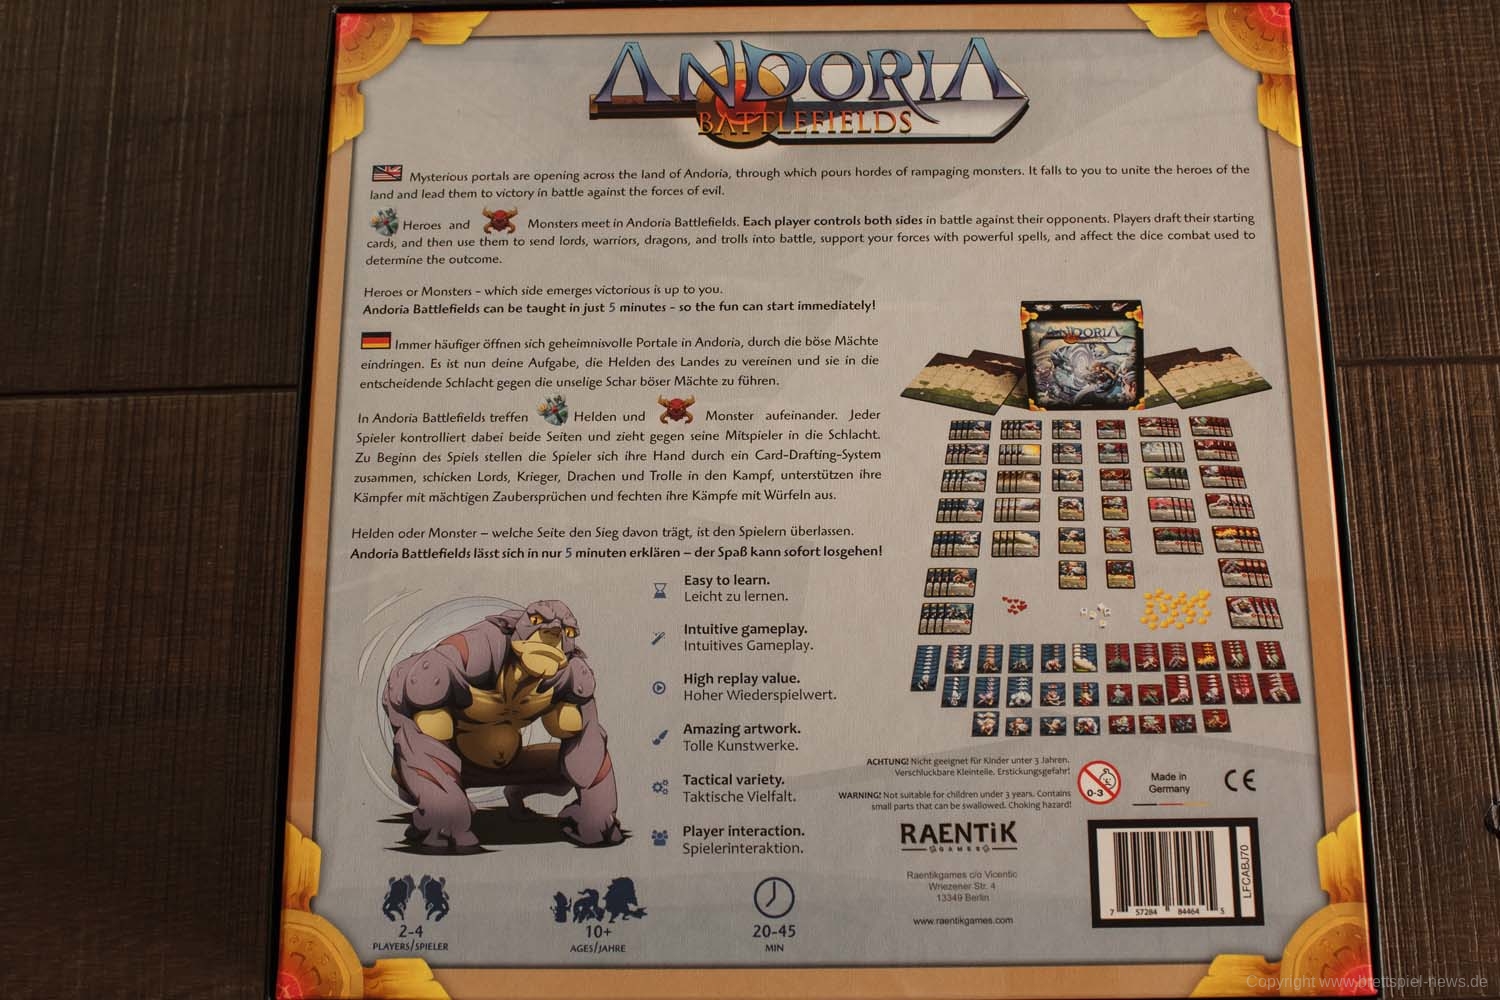 ANDORIA
BATTLEFIELDS
Mysterious portals are opening across the land of Andoria, through which pours hordes of rampaging monsters. It falls to you to unite the heroes of the
land and lead them to victory in battle against the forces of evil.
Heroes and Monsters meet in Andoria Battlefields. Each player controls both sides in battle against their opponents. Players draft their starting
cards, and then use them to send lords, warriors, dragons, and trolls into battle, support your forces with powerful spells, and affect the dice combat used to
determine the outcome.
Heroes or Monsters - which side emerges victorious is up to you.
Andoria Battlefields can be taught in just 5 minutes - so the fun can start immediately!
Immer häufiger öffnen sich geheimnisvolle Portale in Andoria, durch die böse Mächte
eindringen. Es ist nun deine Aufgabe, die Helden des Landes zu vereinen und sie in die
entscheidende Schlacht gegen die unselige Schar böser Mächte zu führen.
In Andoria Battlefields treffen Helden und Monster aufeinander. Jeder
Spieler kontrolliert dabei beide Seiten und zieht gegen seine Mitspieler in die Schlacht.
Zu Beginn des Spiels stellen die Spieler sich ihre Hand durch ein Card-Drafting-System
zusammen, schicken Lords, Krieger, Drachen und Trolle in den Kampf, unterstützen ihre
Kämpfer mit mächtigen Zaubersprüchen und fechten ihre Kämpfe mit Würfeln aus.
Helden oder Monster – welche Seite den Sieg davon trägt, ist den Spielern überlassen.
Andoria Battlefields lässt sich in nur 5 minuten erklären – der Spaß kann sofort losgehen!
ANDORIA
Easy to learn.
Leicht zu lernen.
Intuitive gameplay.
Intuitives Gameplay.
High replay value.
Hoher Wiederspielwert.
Amazing artwork.
Tolle Kunstwerke.
Tactical variety.
Taktische Vielfalt.
Player interaction.
Spielerinteraktion.
2-4
PLAYERS/SPIELER
10+
AGES/JAHRE
20-45
MIN
ACHTUNG! Nicht geeignet für Kinder unter 3 Jahren.
Verschluckbare Kleinteile. Erstickungsgefahr!
WARNING! Not suitable for children under 3 years. Contains
small parts that can be swallowed. Choking hazard!
0-3
Made in
Germany
CE
RAENTiK
GAMES
Raentikgames c/o Vicentic
Wriezener Str. 4
13349 Berlin
www.raentikgames.com
7 57284 84464 5
LFCABJ70
Copyright www.brettspiel-news.de